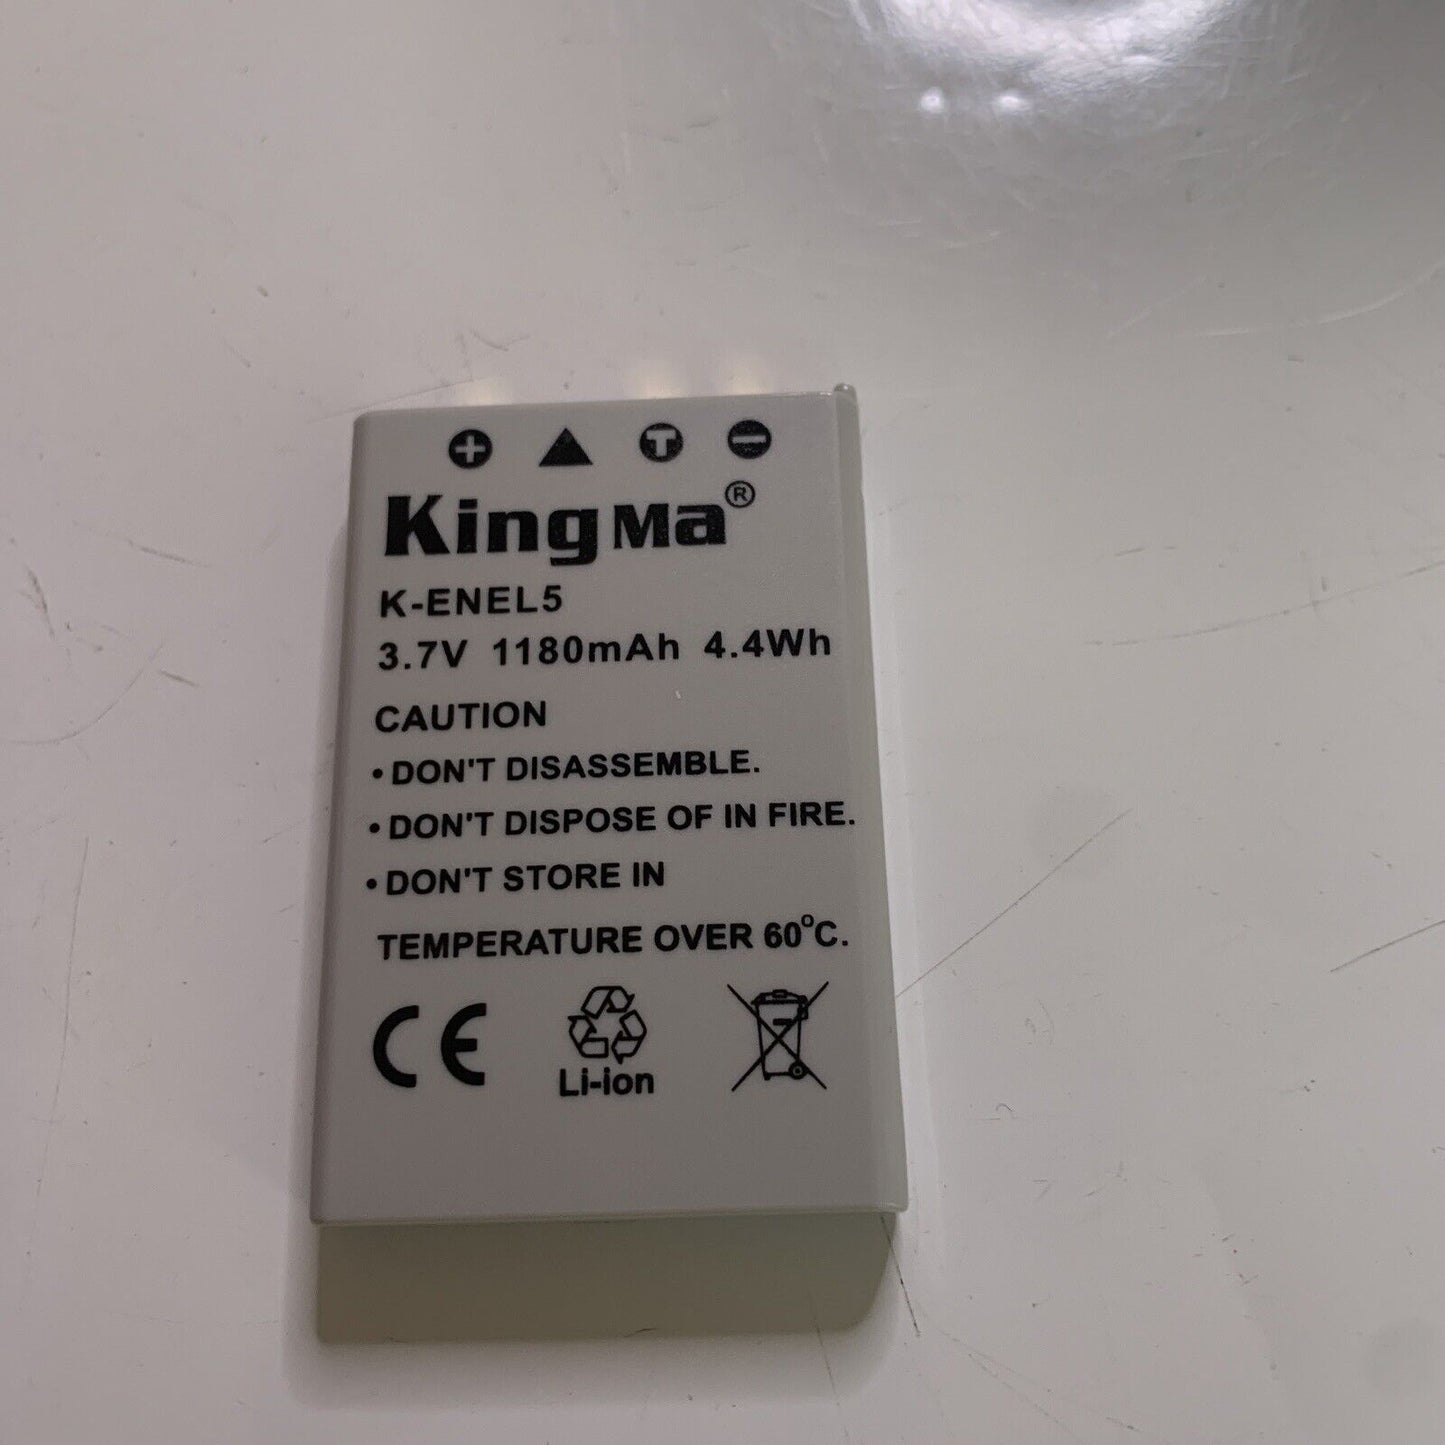 + ▲ T −
KingMa®
K-ENEL5
3.7V 1180mAh 4.4Wh
CAUTION
• DON'T DISASSEMBLE.
• DON'T DISPOSE OF IN FIRE.
• DON'T STORE IN
TEMPERATURE OVER 60°C.
CE
Li-ion